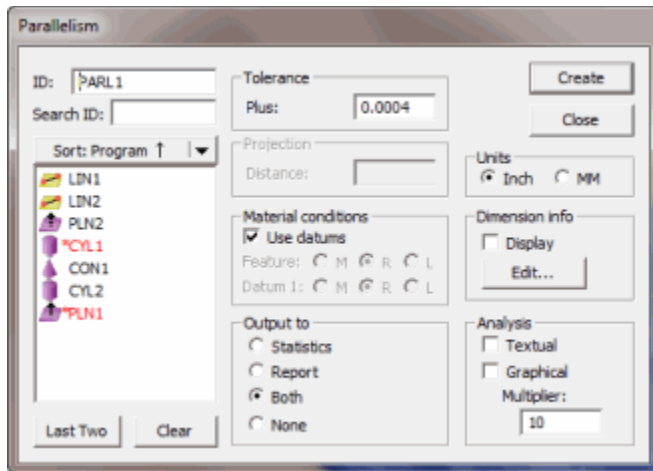 Parallelism
ID: PARL1
Search ID:
Sort: Program ↑
LIN1
LIN2
PLN2
*CYL1
CON1
CYL2
*PLN1
Last Two
Clear
Tolerance
Plus: 0.0004
Projection
Distance:
Material conditions
Use datums
Feature: M R L
Datum 1: M R L
Output to
Statistics
Report
Both
None
Create
Close
Units
Inch MM
Dimension info
Display
Edit...
Analysis
Textual
Graphical
Multiplier:
10